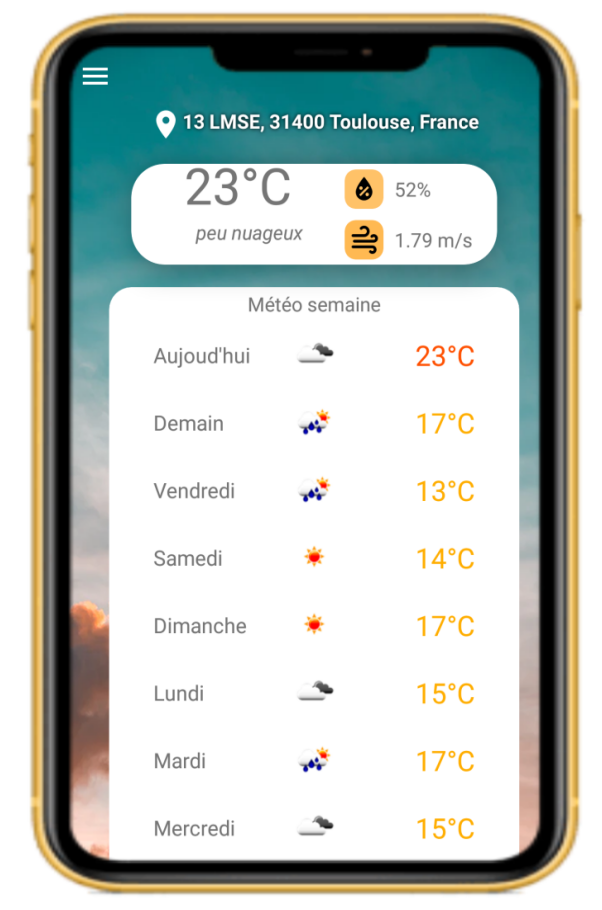 13 LMSE, 31400 Toulouse, France
23°C
52%
peu nuageux
1.79 m/s
Météo semaine
Aujoud'hui 23°C
Demain 17°C
Vendredi 13°C
Samedi 14°C
Dimanche 17°C
Lundi 15°C
Mardi 17°C
Mercredi 15°C